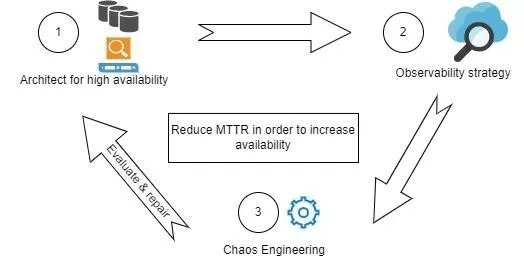 1
Architect for high availability
2
Observability strategy
Reduce MTTR in order to increase
availability
Evaluate & repair
3
Chaos Engineering